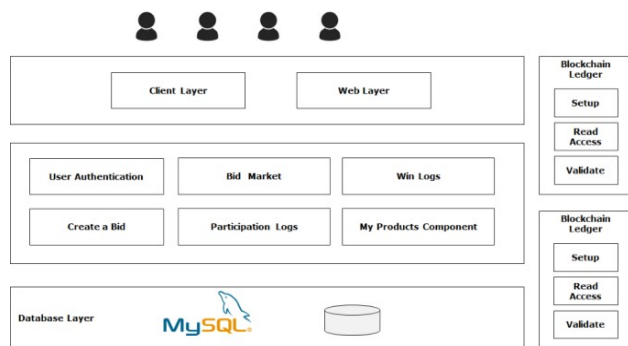 Client Layer
Web Layer
User Authentication
Bid Market
Win Logs
Create a Bid
Participation Logs
My Products Component
Database Layer
MySQL®
Blockchain
Ledger
Setup
Read
Access
Validate
Blockchain
Ledger
Setup
Read
Access
Validate